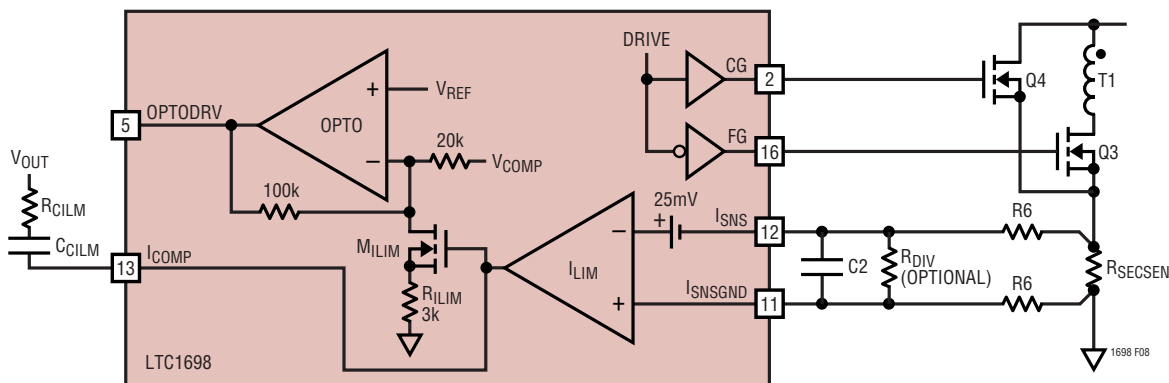 DRIVE
CG
2
Q4
T1
V_REF
OPTO
+
−
5
OPTODRV
FG
16
Q3
20k
V_COMP
V_OUT
R_CILM
100k
25mV
+
I_SNS
12
R6
C_CILM
M_ILIM
−
I_LIM
C2
R_DIV
(OPTIONAL)
R_SECSEN
13
I_COMP
R_ILIM
3k
+
I_SNSGND
11
R6
LTC1698
1698 F08